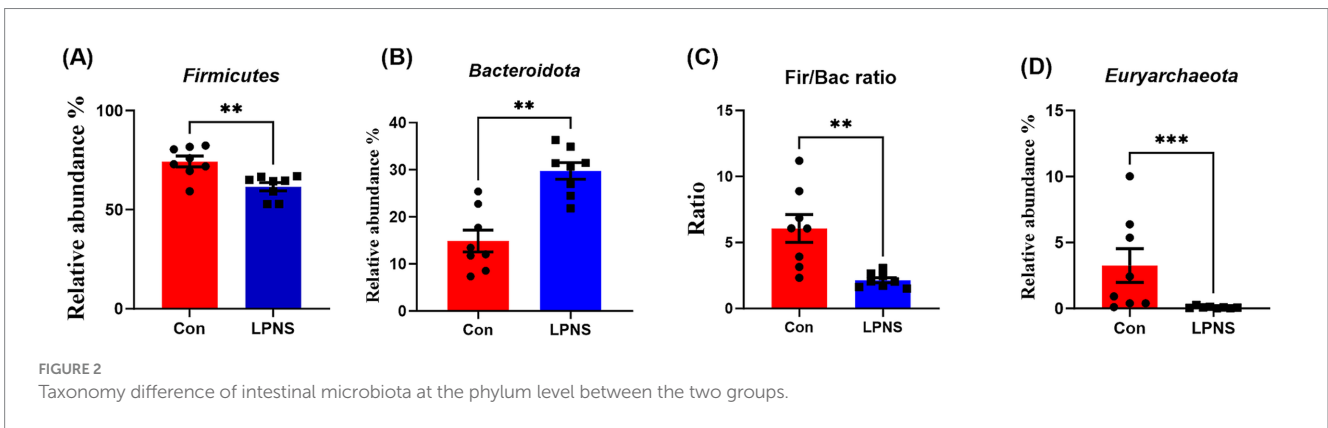 (A)
Firmicutes
**
Relative abundance %
100
50
0
Con LPNS
(B)
Bacteroidota
**
Relative abundance %
40
30
20
10
0
Con LPNS
(C)
Fir/Bac ratio
**
Ratio
15
10
5
0
Con LPNS
(D)
Euryarchaeota
***
Relative abundance %
15
10
5
0
Con LPNS
FIGURE 2
Taxonomy difference of intestinal microbiota at the phylum level between the two groups.